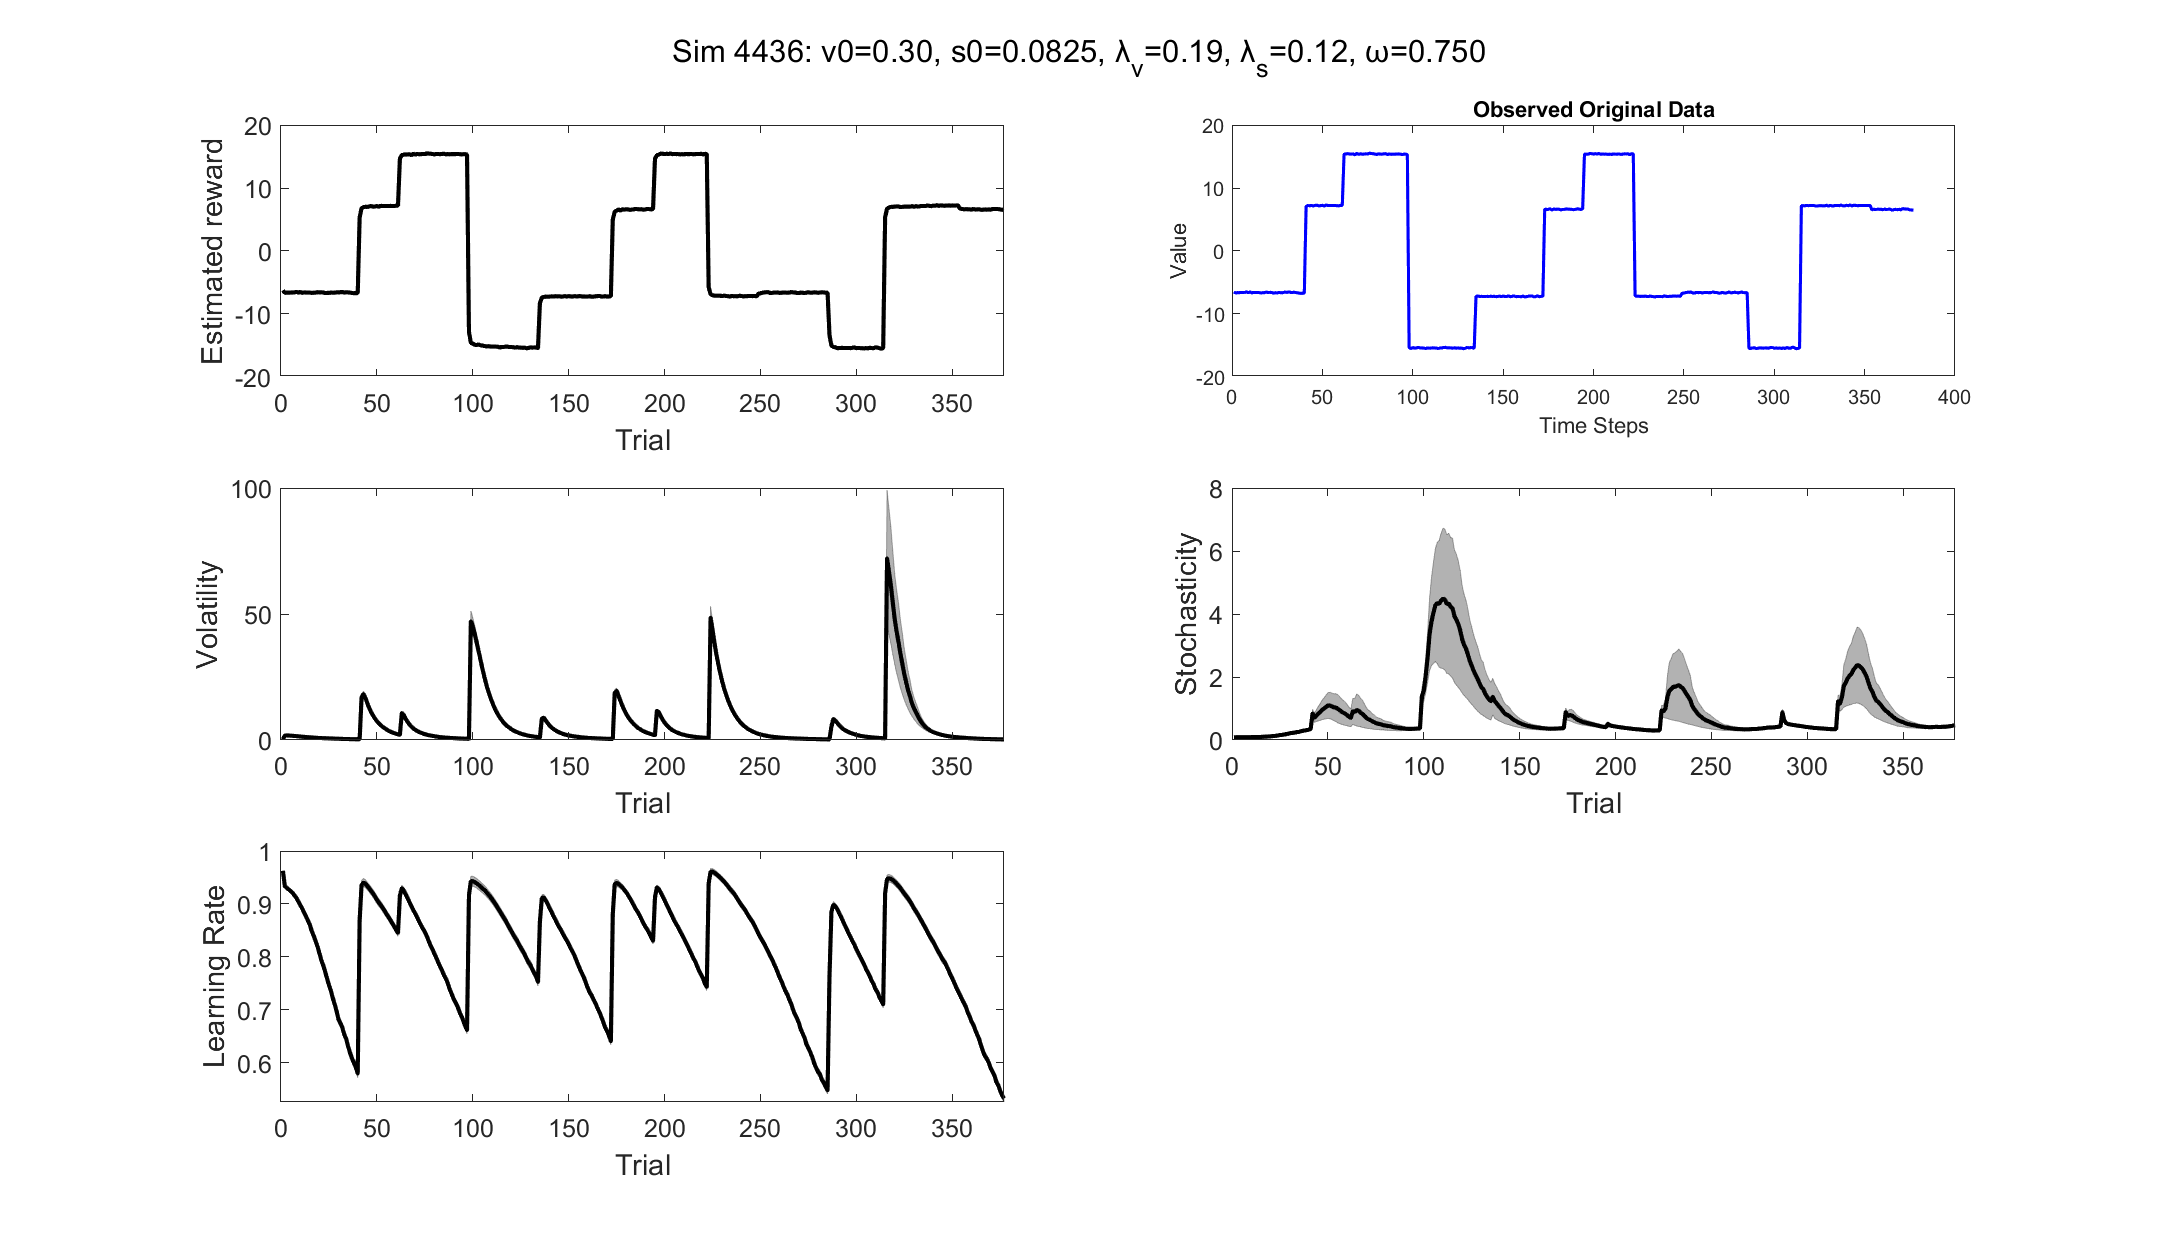 Sim 4436: v0=0.30, s0=0.0825, λ_v=0.19, λ_s=0.12, ω=0.750
Estimated reward
20
10
0
-10
-20
0 50 100 150 200 250 300 350
Trial
Observed Original Data
Value
20
10
0
-10
-20
0 50 100 150 200 250 300 350 400
Time Steps
Volatility
100
50
0
0 50 100 150 200 250 300 350
Trial
Stochasticity
8
6
4
2
0
0 50 100 150 200 250 300 350
Trial
Learning Rate
1
0.9
0.8
0.7
0.6
0 50 100 150 200 250 300 350
Trial